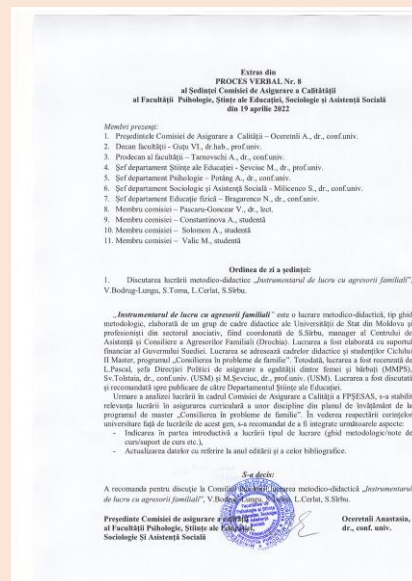 Extras din
PROCES VERBAL Nr. 8
al Ședinței Comisiei de Asigurare a Calității
al Facultății Psihologie, Științe ale Educației, Sociologie și Asistență Socială
din 19 aprilie 2022
Membri prezenți:
1. Președintele Comisiei de Asigurare a Calității – Oceretnîi A., dr., conf.univ.
2. Decan facultății - Guțu VI., dr.hab., prof.univ.
3. Prodecan al facultății – Tarnovschi A., dr., conf.univ.
4. Șef departament Științe ale Educației - Șevciuc M., dr., prof.univ.
5. Șef departament Psihologie – Potâng A., dr., conf.univ.
6. Șef departament Sociologie și Asistență Socială - Milicenco S., dr., conf.univ.
7. Șef departament Educație fizică – Bragarenco N., dr., conf.univ.
8. Membru comisiei – Pascaru-Goncear V., dr., lect.
9. Membru comisiei – Constantinova A., studentă
10. Membru comisiei – Solomon A., studentă
11. Membru comisiei – Valic M., studentă
Ordinea de zi a ședinței:
1. Discutarea lucrării metodico-didactice „Instrumentarul de lucru cu agresorii familiali”,
V.Bodrug-Lungu, S.Toma, L.Cerlat, S.Sîrbu.
„Instrumentarul de lucru cu agresorii familiali” este o lucrare metodico-didactică, tip ghid
metodologic, elaborată de un grup de cadre didactice ale Universității de Stat din Moldova și
profesioniști din sectorul asociativ, fiind coordonată de S.Sîrbu, manager al Centrului de
Asistență și Consiliere a Agresorilor Familiali (Drochia). Lucrarea a fost elaborată cu suportul
financiar al Guvernului Suediei. Lucrarea se adresează cadrelor didactice și studenților Ciclului
II Master, programul „Consilierea în probleme de familie”. Totodată, lucrarea a fost recenzată de
L.Pascal, șefa Direcției Politici de asigurare a egalității dintre femei și bărbați (MMPS),
Sv.Tolstaia, dr., conf.univ. (USM) și M.Șevciuc, dr., prof.univ. (USM). Lucrarea a fost discutată
și recomandată spre publicare de către Departamentul Științe ale Educației.
Urmare a analizei lucrării în cadrul Comisiei de Asigurare a Calității a FPȘESAS, s-a stabilit
relevanța lucrării în asigurarea curriculară a unor discipline din planul de învățământ de la
programul de master „Consilierea în probleme de familie”. În vederea respectării cerințelor
universitare față de lucrările de acest gen, s-a recomandat de a fi integrate următoarele aspecte:
- Indicarea în partea introductivă a lucrării tipul de lucrare (ghid metodologic/note de
curs/suport de curs etc.),
- Actualizarea datelor cu referire la anul editării și a celor bibliografice.
S-a decis:
A recomanda pentru discuție la Consiliul lucrarea metodico-didactică „Instrumentarul
de lucru cu agresorii familiali”, V.Bodrug-Lungu, L.Cerlat, S.Sîrbu.
Președinte Comisiei de asigurare a calității Oceretnîi Anastasia,
al Facultății Psihologie, Științe ale Educației, dr., conf. univ.
Sociologie Și Asistență Socială